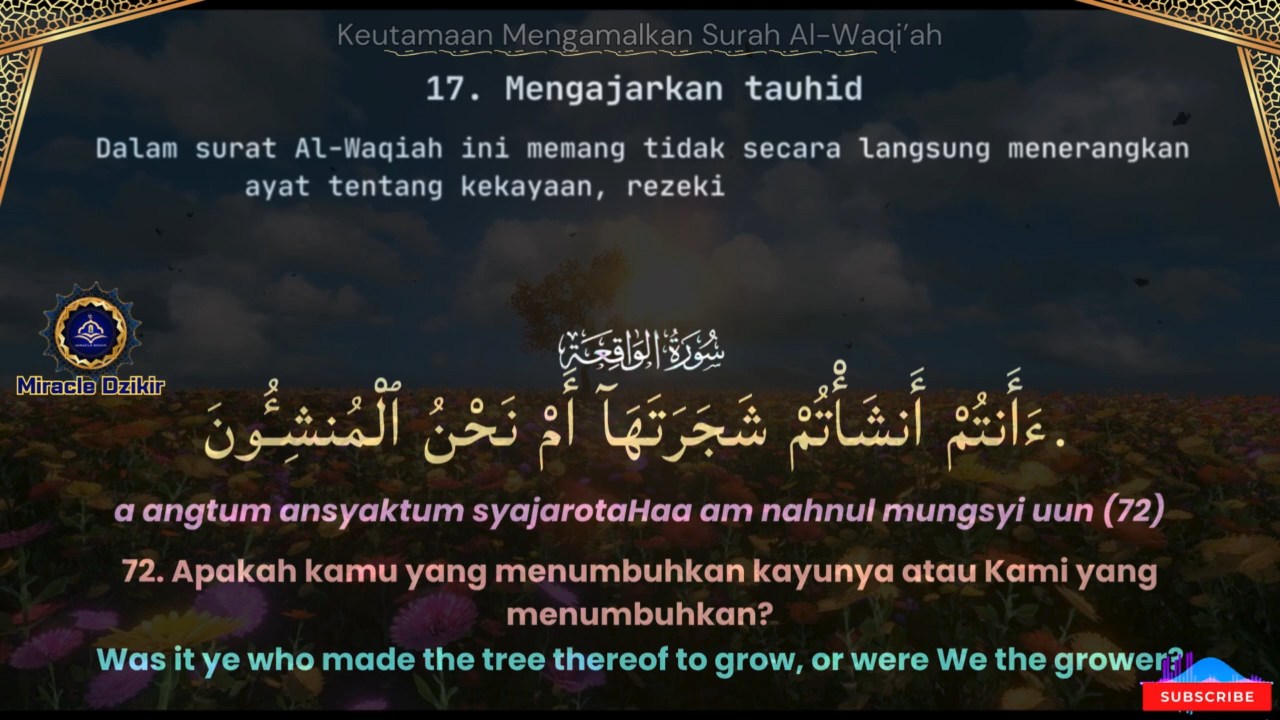 Keutamaan Mengamalkan Surah Al-Waqi’ah
17. Mengajarkan tauhid
Dalam surat Al-Waqiah ini memang tidak secara langsung menerangkan
ayat tentang kekayaan, rezeki
سُورَةُ الوَاقِعَة
ءَأَنتُمْ أَنشَأْتُمْ شَجَرَتَهَآ أَمْ نَحْنُ ٱلْمُنشِـُٔونَ.
Miracle Dzikir
a angtum ansyaktum syajarotaHaa am nahnul mungsyi uun (72)
72. Apakah kamu yang menumbuhkan kayunya atau Kami yang
menumbuhkan?
Was it ye who made the tree thereof to grow, or were We the grower?
SUBSCRIBE